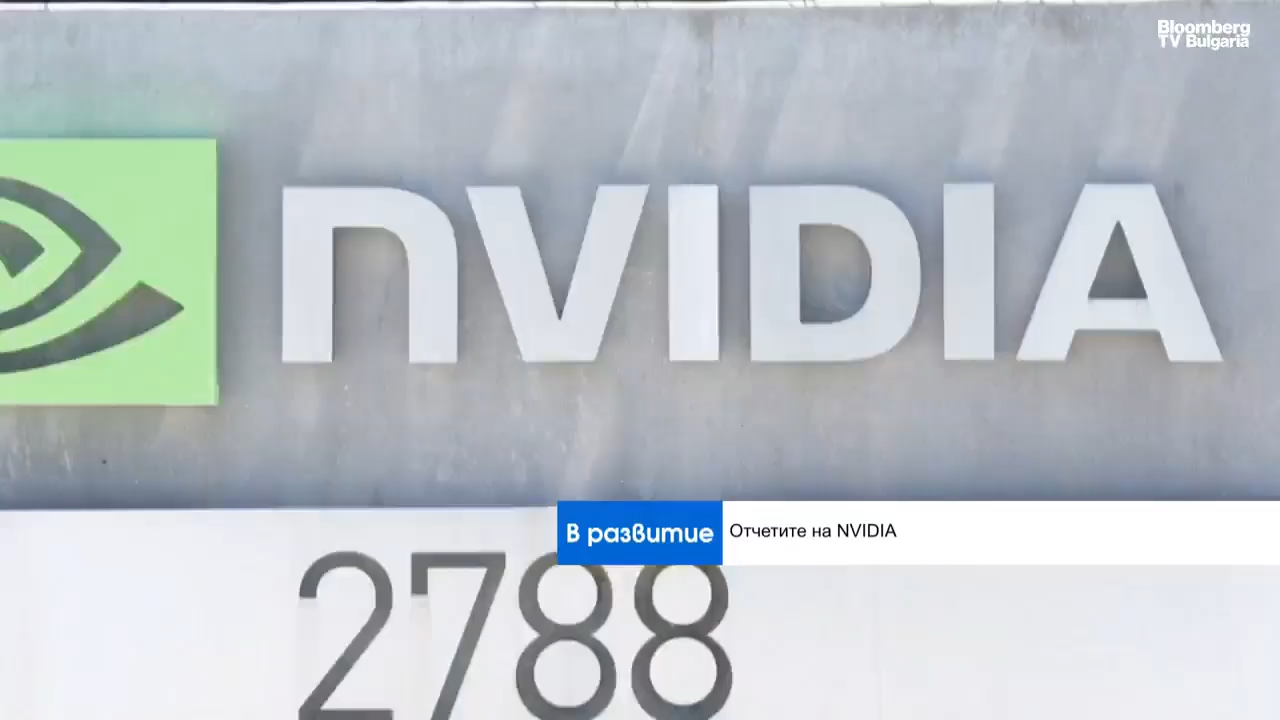 Bloomberg
TV Bulgaria
NVIDIA
В развитие
Отчетите на NVIDIA
2788